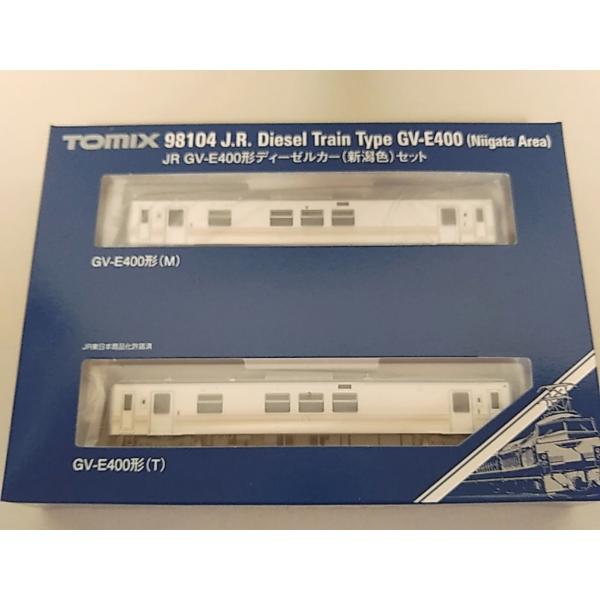 TOMIX 98104 J.R. Diesel Train Type GV-E400 (Niigata Area)
JR GV-E400形ディーゼルカー(新潟色)セット
GV-E400形(M)
JR東日本商品化許諾済
GV-E400形(T)